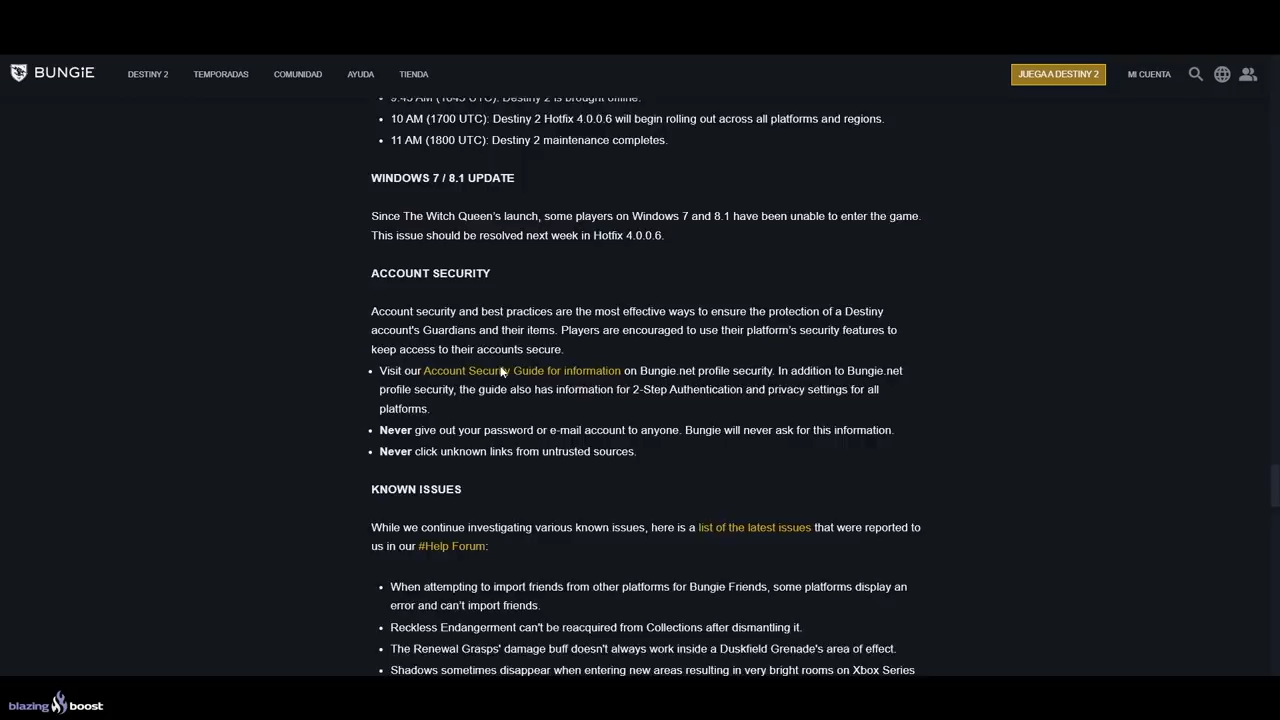 BUNGiE DESTINY 2 TEMPORADAS COMUNIDAD AYUDA TIENDA JUEGA A DESTINY 2 MI CUENTA
• 9:45 AM (1645 UTC): Destiny 2 is brought offline.
• 10 AM (1700 UTC): Destiny 2 Hotfix 4.0.0.6 will begin rolling out across all platforms and regions.
• 11 AM (1800 UTC): Destiny 2 maintenance completes.
WINDOWS 7 / 8.1 UPDATE
Since The Witch Queen's launch, some players on Windows 7 and 8.1 have been unable to enter the game.
This issue should be resolved next week in Hotfix 4.0.0.6.
ACCOUNT SECURITY
Account security and best practices are the most effective ways to ensure the protection of a Destiny
account's Guardians and their items. Players are encouraged to use their platform's security features to
keep access to their accounts secure.
• Visit our Account Security Guide for information on Bungie.net profile security. In addition to Bungie.net
profile security, the guide also has information for 2-Step Authentication and privacy settings for all
platforms.
• Never give out your password or e-mail account to anyone. Bungie will never ask for this information.
• Never click unknown links from untrusted sources.
KNOWN ISSUES
While we continue investigating various known issues, here is a list of the latest issues that were reported to
us in our #Help Forum:
• When attempting to import friends from other platforms for Bungie Friends, some platforms display an
error and can't import friends.
• Reckless Endangerment can't be reacquired from Collections after dismantling it.
• The Renewal Grasps' damage buff doesn't always work inside a Duskfield Grenade's area of effect.
• Shadows sometimes disappear when entering new areas resulting in very bright rooms on Xbox Series
blazing boost